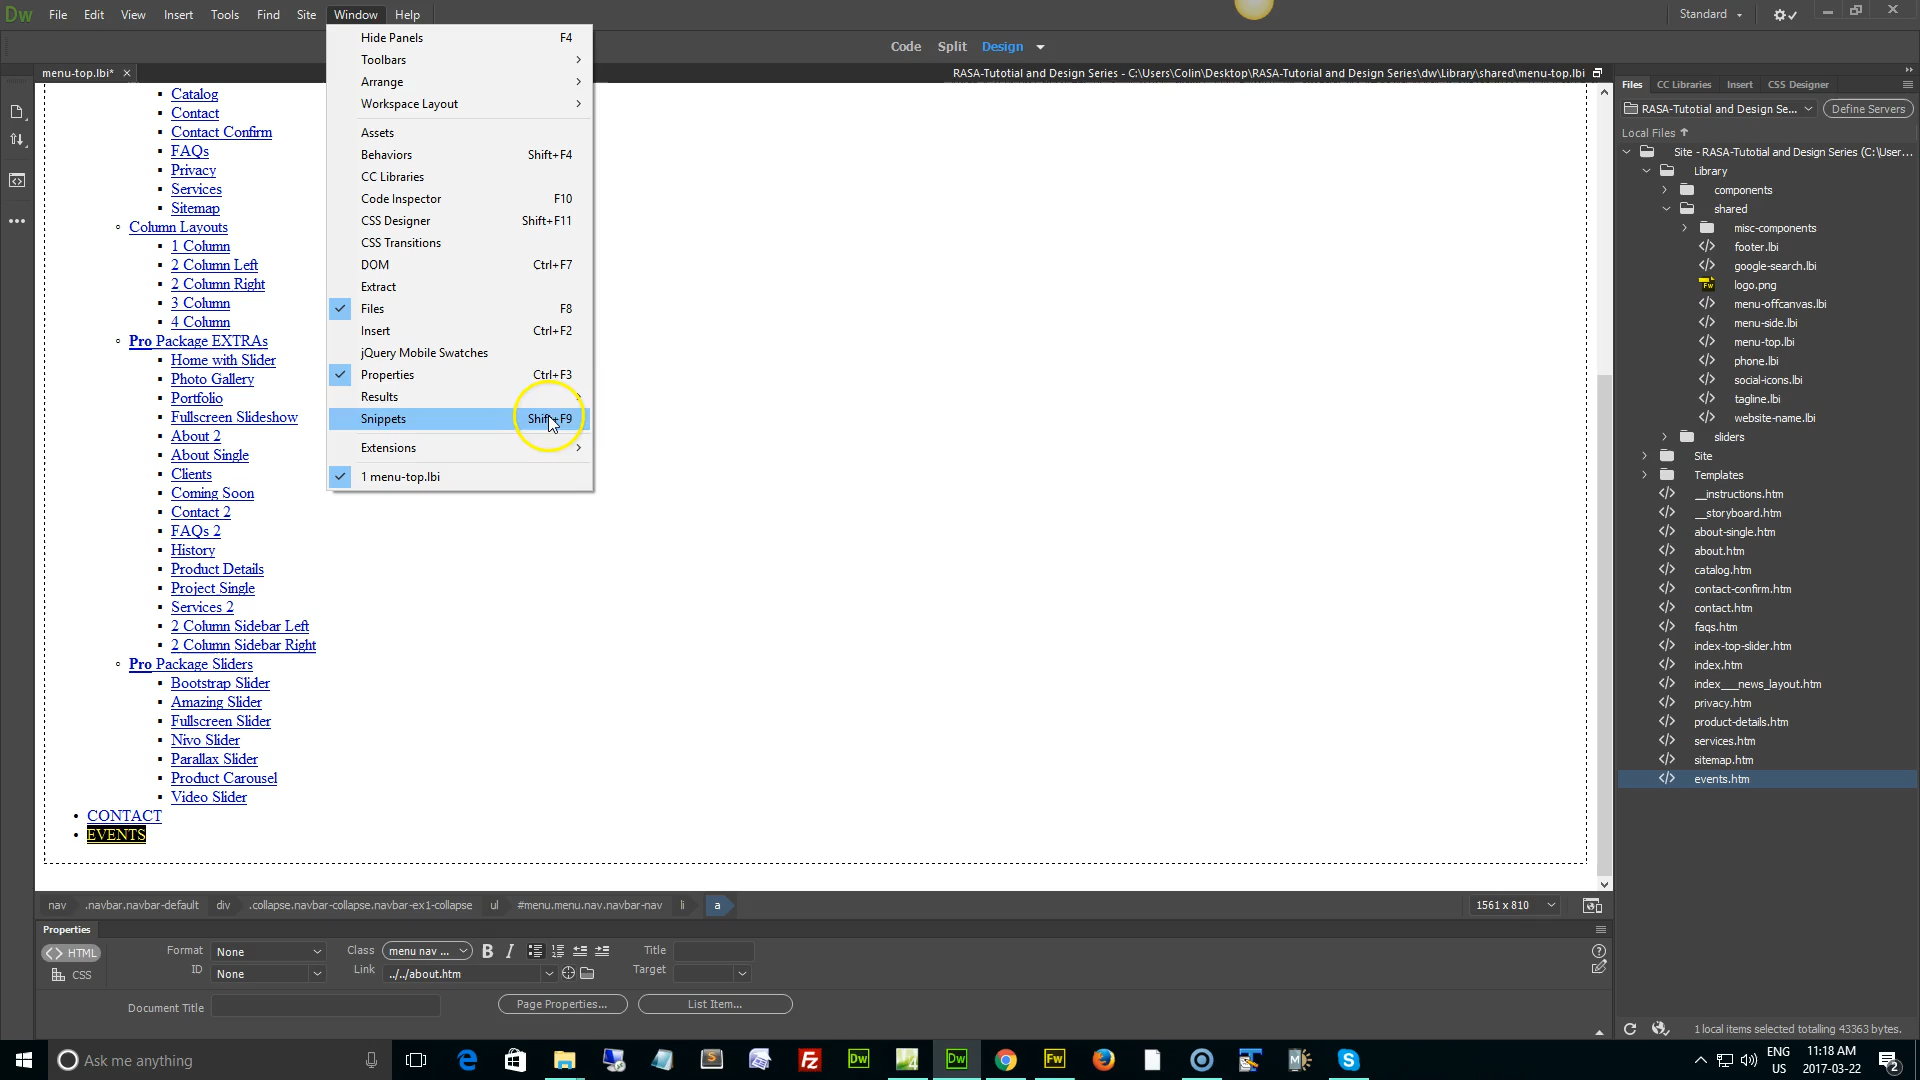 Dw File Edit View Insert Tools Find Site Window Help Standard
Code Split Design
menu-top.lbi* × RASA-Tutotial and Design Series - C:\Users\Colin\Desktop\RASA-Tutorial and Design Series\dw\Library\shared\menu-top.lbi
Hide Panels F4
Toolbars
Arrange
Workspace Layout
Assets
Behaviors Shift+F4
CC Libraries
Code Inspector F10
CSS Designer Shift+F11
CSS Transitions
DOM Ctrl+F7
Extract
Files F8
Insert Ctrl+F2
jQuery Mobile Swatches
Properties Ctrl+F3
Results
Snippets Shift+F9
Extensions
1 menu-top.lbi
Catalog
Contact
Contact Confirm
FAQs
Privacy
Services
Sitemap
Column Layouts
1 Column
2 Column Left
2 Column Right
3 Column
4 Column
Pro Package EXTRAs
Home with Slider
Photo Gallery
Portfolio
Fullscreen Slideshow
About 2
About Single
Clients
Coming Soon
Contact 2
FAQs 2
History
Product Details
Project Single
Services 2
2 Column Sidebar Left
2 Column Sidebar Right
Pro Package Sliders
Bootstrap Slider
Amazing Slider
Fullscreen Slider
Nivo Slider
Parallax Slider
Product Carousel
Video Slider
CONTACT
EVENTS
Files CC Libraries Insert CSS Designer
RASA-Tutotial and Design Se... Define Servers
Local Files
Site - RASA-Tutotial and Design Series (C:\User...
Library
components
shared
misc-components
footer.lbi
google-search.lbi
logo.png
menu-offcanvas.lbi
menu-side.lbi
menu-top.lbi
phone.lbi
social-icons.lbi
tagline.lbi
website-name.lbi
sliders
Site
Templates
__instructions.htm
__storyboard.htm
about-single.htm
about.htm
catalog.htm
contact-confirm.htm
contact.htm
faqs.htm
index-top-slider.htm
index.htm
index___news_layout.htm
privacy.htm
product-details.htm
services.htm
sitemap.htm
events.htm
nav .navbar.navbar-default div .collapse.navbar-collapse.navbar-ex1-collapse ul #menu.menu.nav.navbar-nav li a 1561 x 810
Properties
HTML Format None Class menu nav ... B I Title
CSS ID None Link ../../about.htm Target
Document Title Page Properties... List Item...
1 local items selected totalling 43363 bytes.
Ask me anything
ENG US 11:18 AM 2017-03-22 2